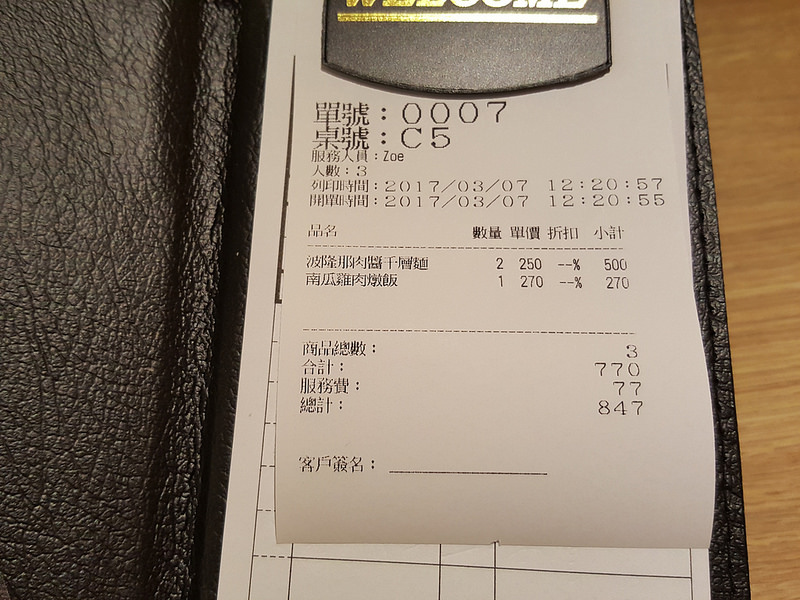 WELCOME
單號：0007
桌號：C5
服務人員：Zoe
人數：3
列印時間：2017/03/07 12:20:57
開單時間：2017/03/07 12:20:55
品名 數量 單價 折扣 小計
波隆那肉醬千層麵 2 250 --% 500
南瓜雞肉燉飯 1 270 --% 270
商品總數： 3
合計： 770
服務費： 77
總計： 847
客戶簽名：